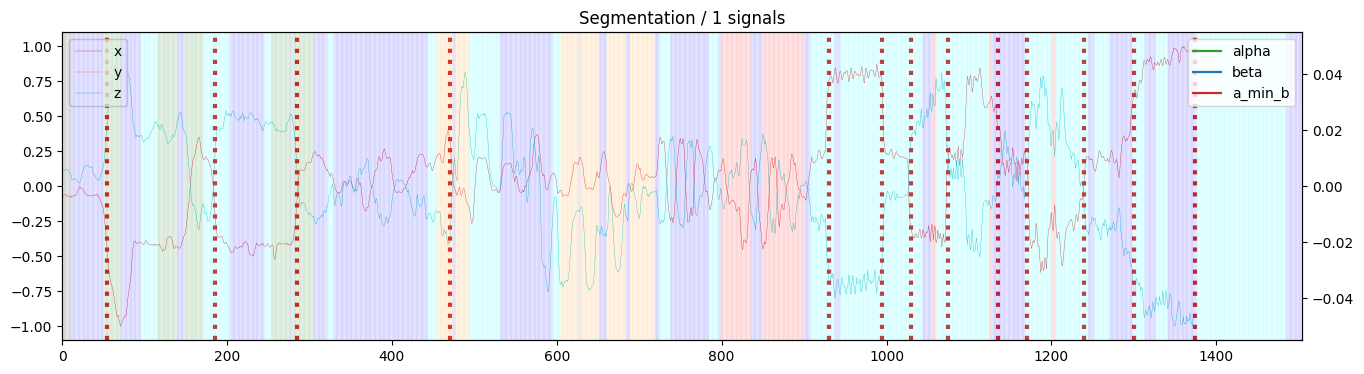 Segmentation / 1 signals
x
y
z
alpha
beta
a_min_b
1.00
0.75
0.50
0.25
0.00
−0.25
−0.50
−0.75
−1.00
0.04
0.02
0.00
−0.02
−0.04
0 200 400 600 800 1000 1200 1400